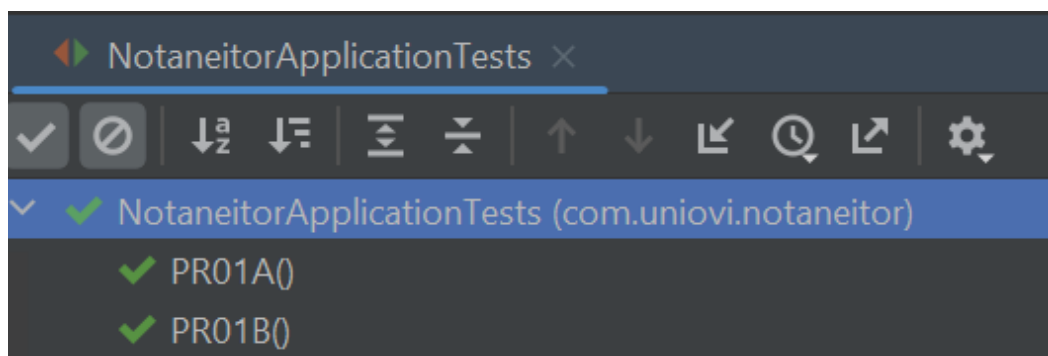 NotaneitorApplicationTests
NotaneitorApplicationTests (com.uniovi.notaneitor)
PR01A()
PR01B()